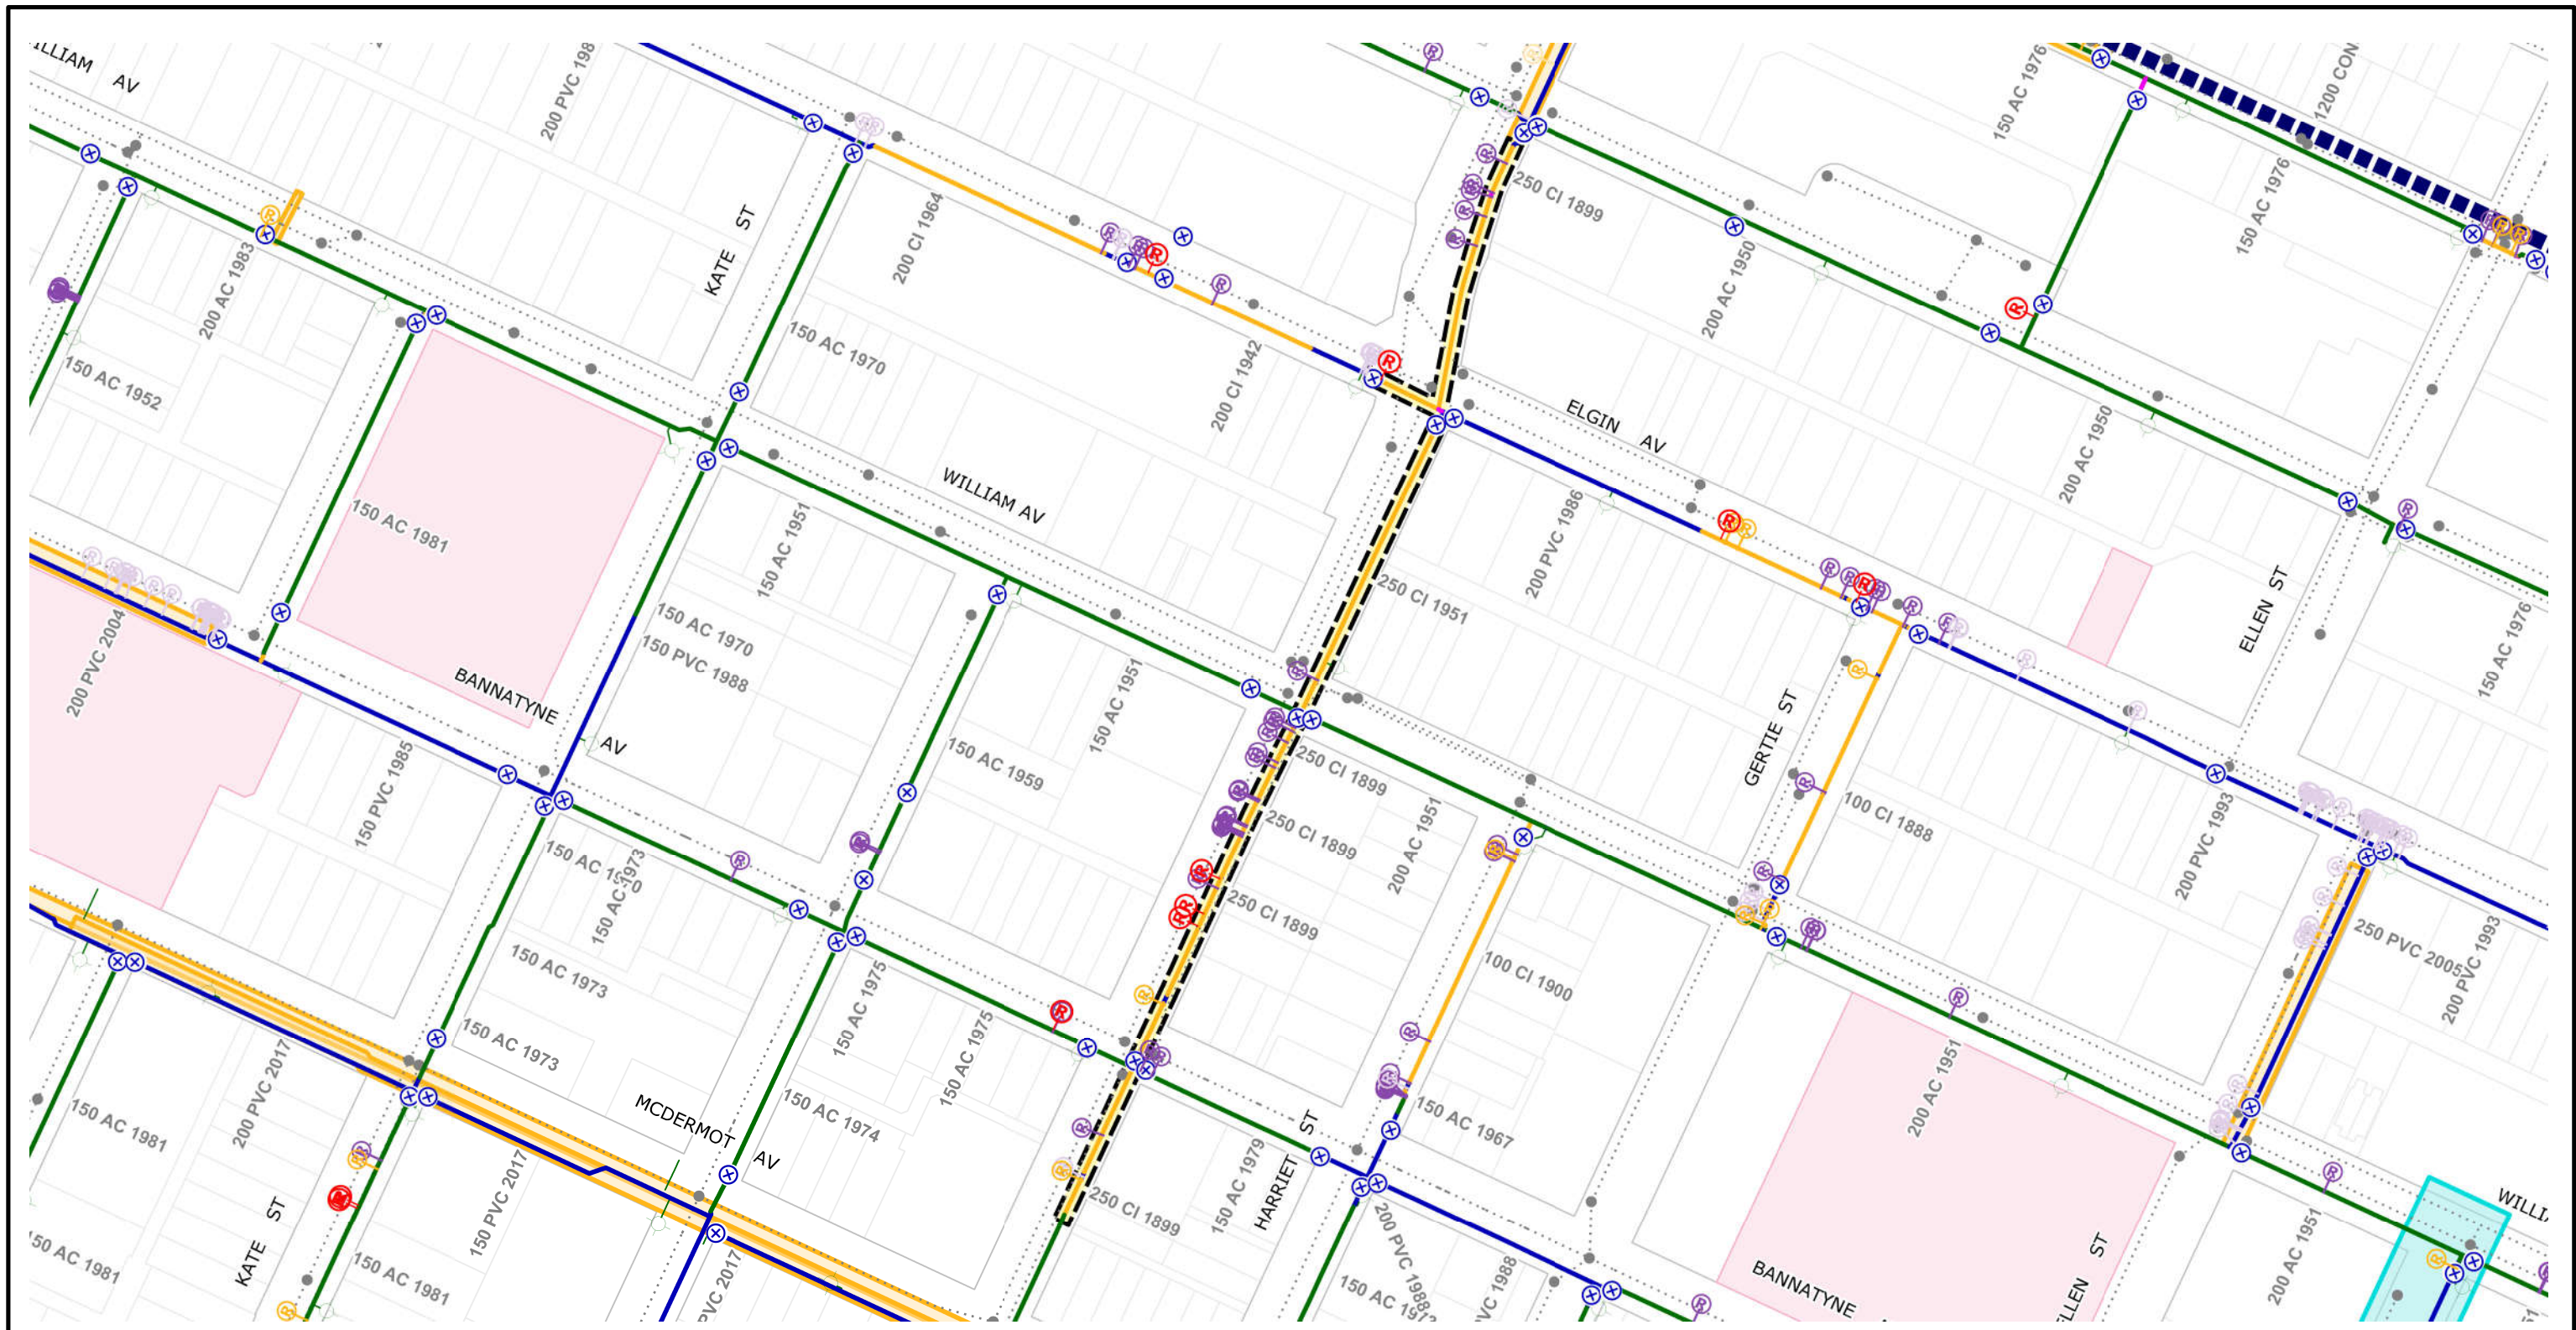 WILLIAM AV
200 PVC 198
150 AC 1976
1200 CON
250 CI 1899
150 AC 1976
200 CI 1964
KATE ST
200 AC 1983
200 AC 1950
150 AC 1970
200 CI 1942
150 AC 1952
ELGIN AV
200 AC 1950
WILLIAM AV
150 AC 1981
150 AC 1951
200 PVC 1986
250 CI 1951
ELLEN ST
150 AC 1976
150 AC 1970
150 PVC 1988
200 PVC 2004
BANNATYNE AV
150 AC 1951
GERTIE ST
150 AC 1959
250 CI 1899
150 PVC 1985
250 CI 1899
100 CI 1888
200 PVC 1993
200 AC 1951
150 AC 1970
150 AC 1973
250 CI 1899
250 PVC 2005
200 PVC 1993
150 AC 1973
100 CI 1900
150 AC 1975
150 AC 1975
150 AC 1973
200 PVC 2017
200 AC 1951
150 AC 1981
MCDERMOT AV
150 AC 1974
150 AC 1967
150 PVC 2017
150 AC 1979
HARRIET ST
250 CI 1899
KATE ST
200 PVC 1988
WILLI
150 AC 1981
150 AC 1981
PVC 2017
VC 1988
BANNATYNE
ELLEN ST
200 AC 1951